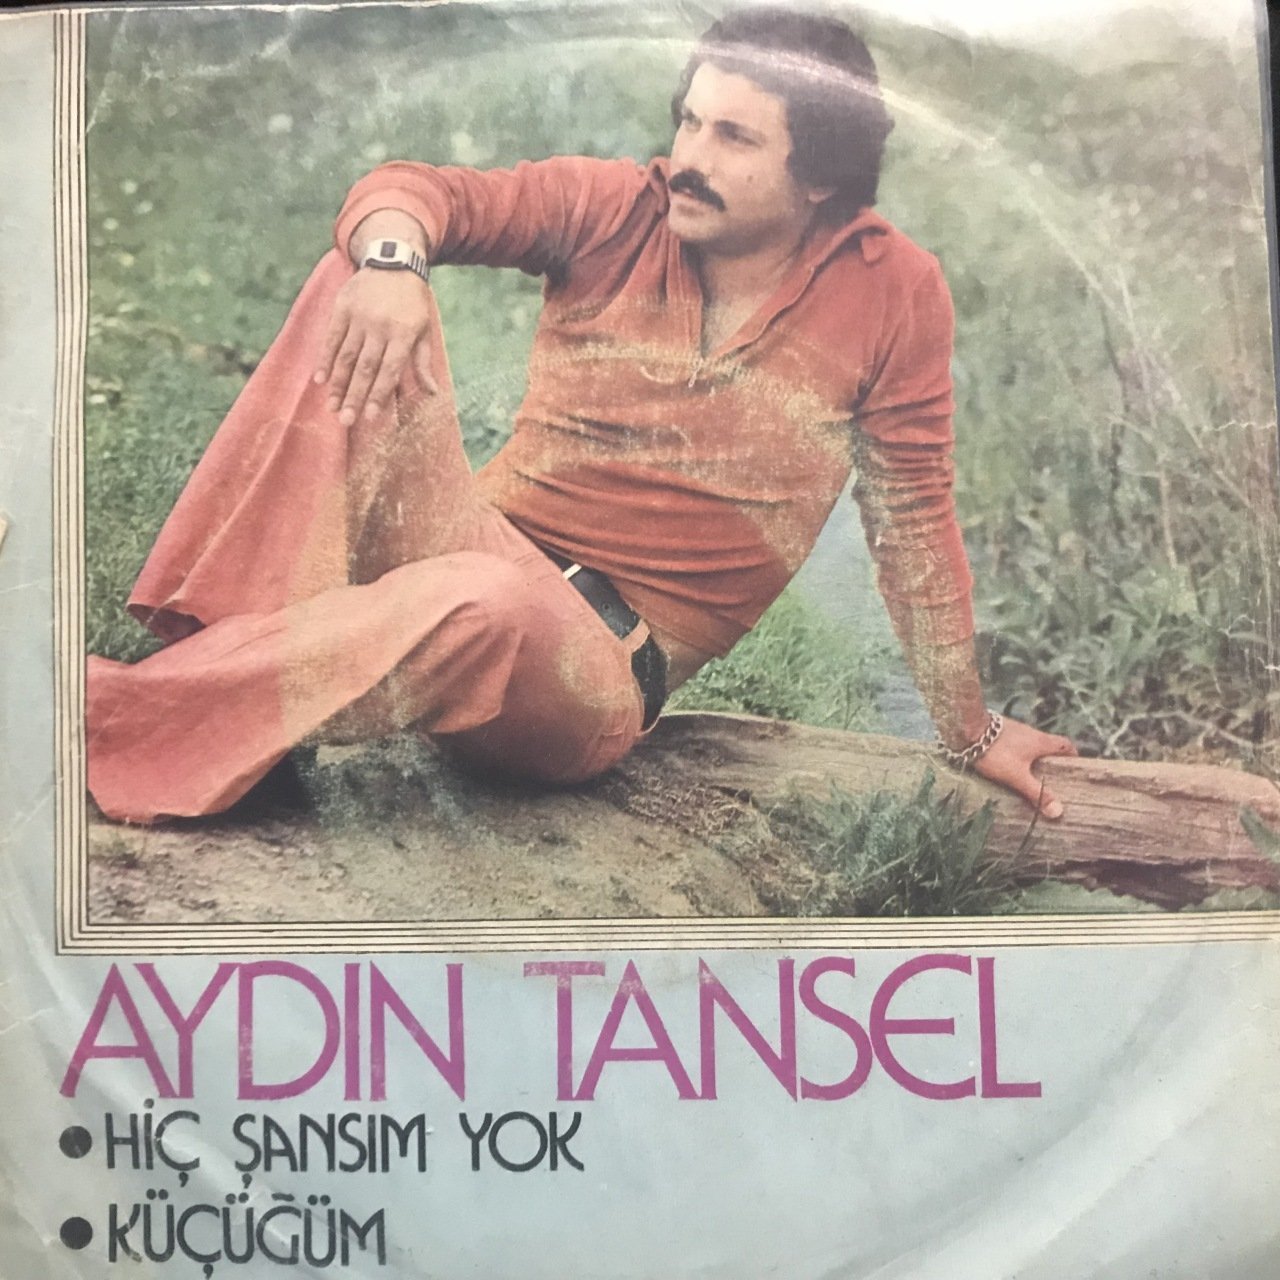 AYDIN TANSEL
• HİÇ ŞANSIM YOK
• KÜÇÜĞÜM